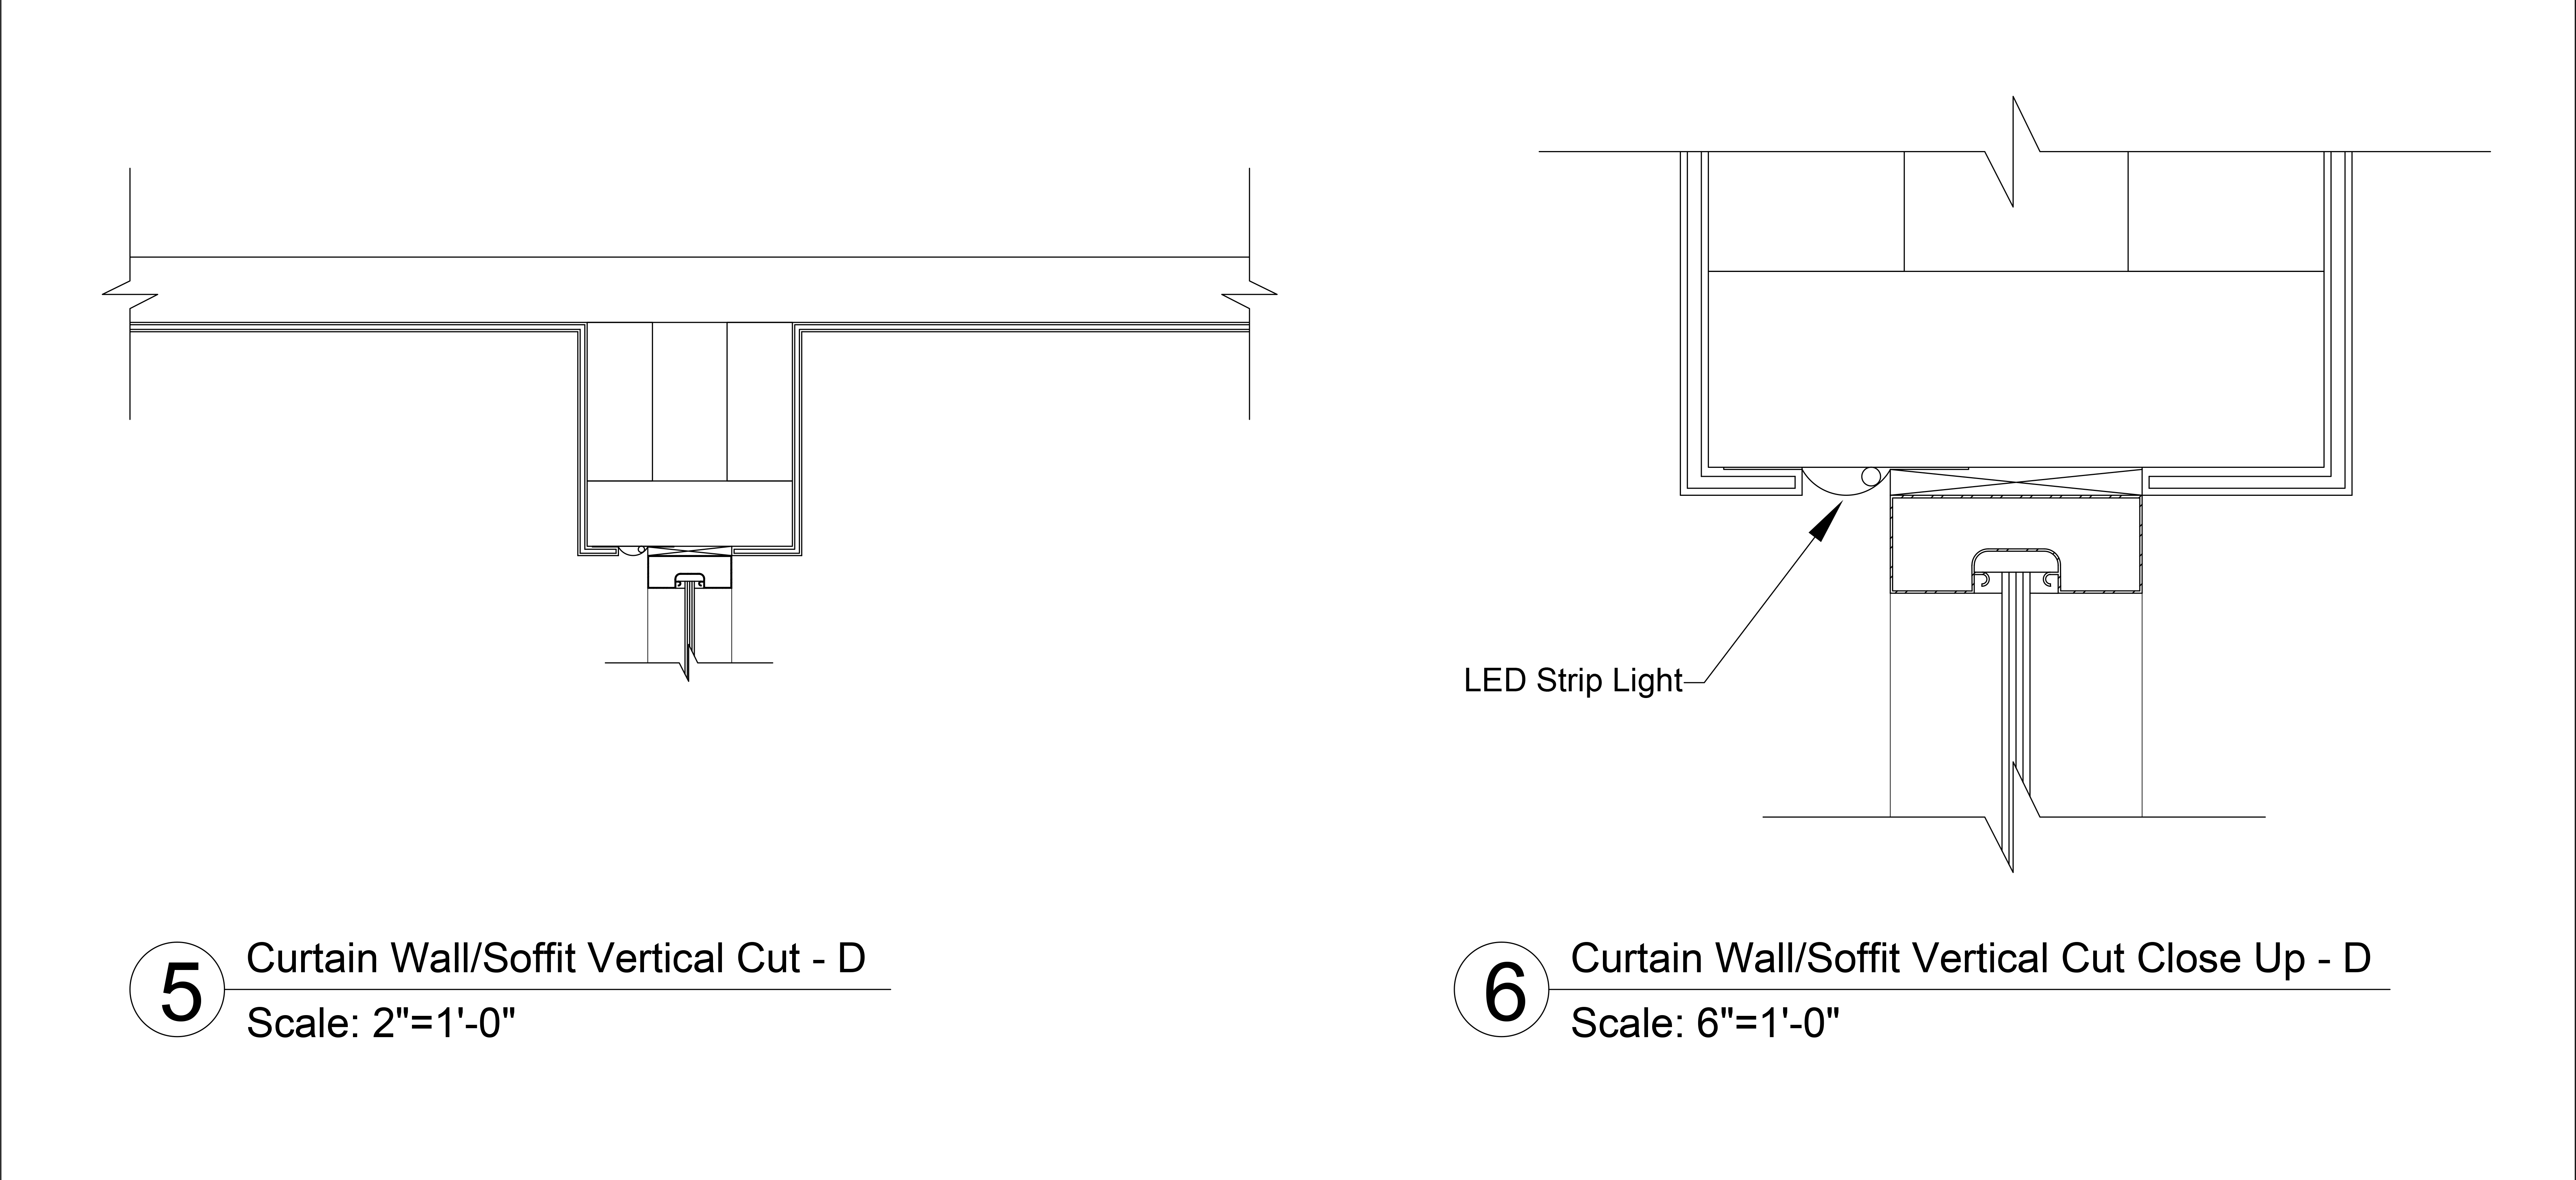 LED Strip Light
5
Curtain Wall/Soffit Vertical Cut - D
Scale: 2"=1'-0"
6
Curtain Wall/Soffit Vertical Cut Close Up - D
Scale: 6"=1'-0"